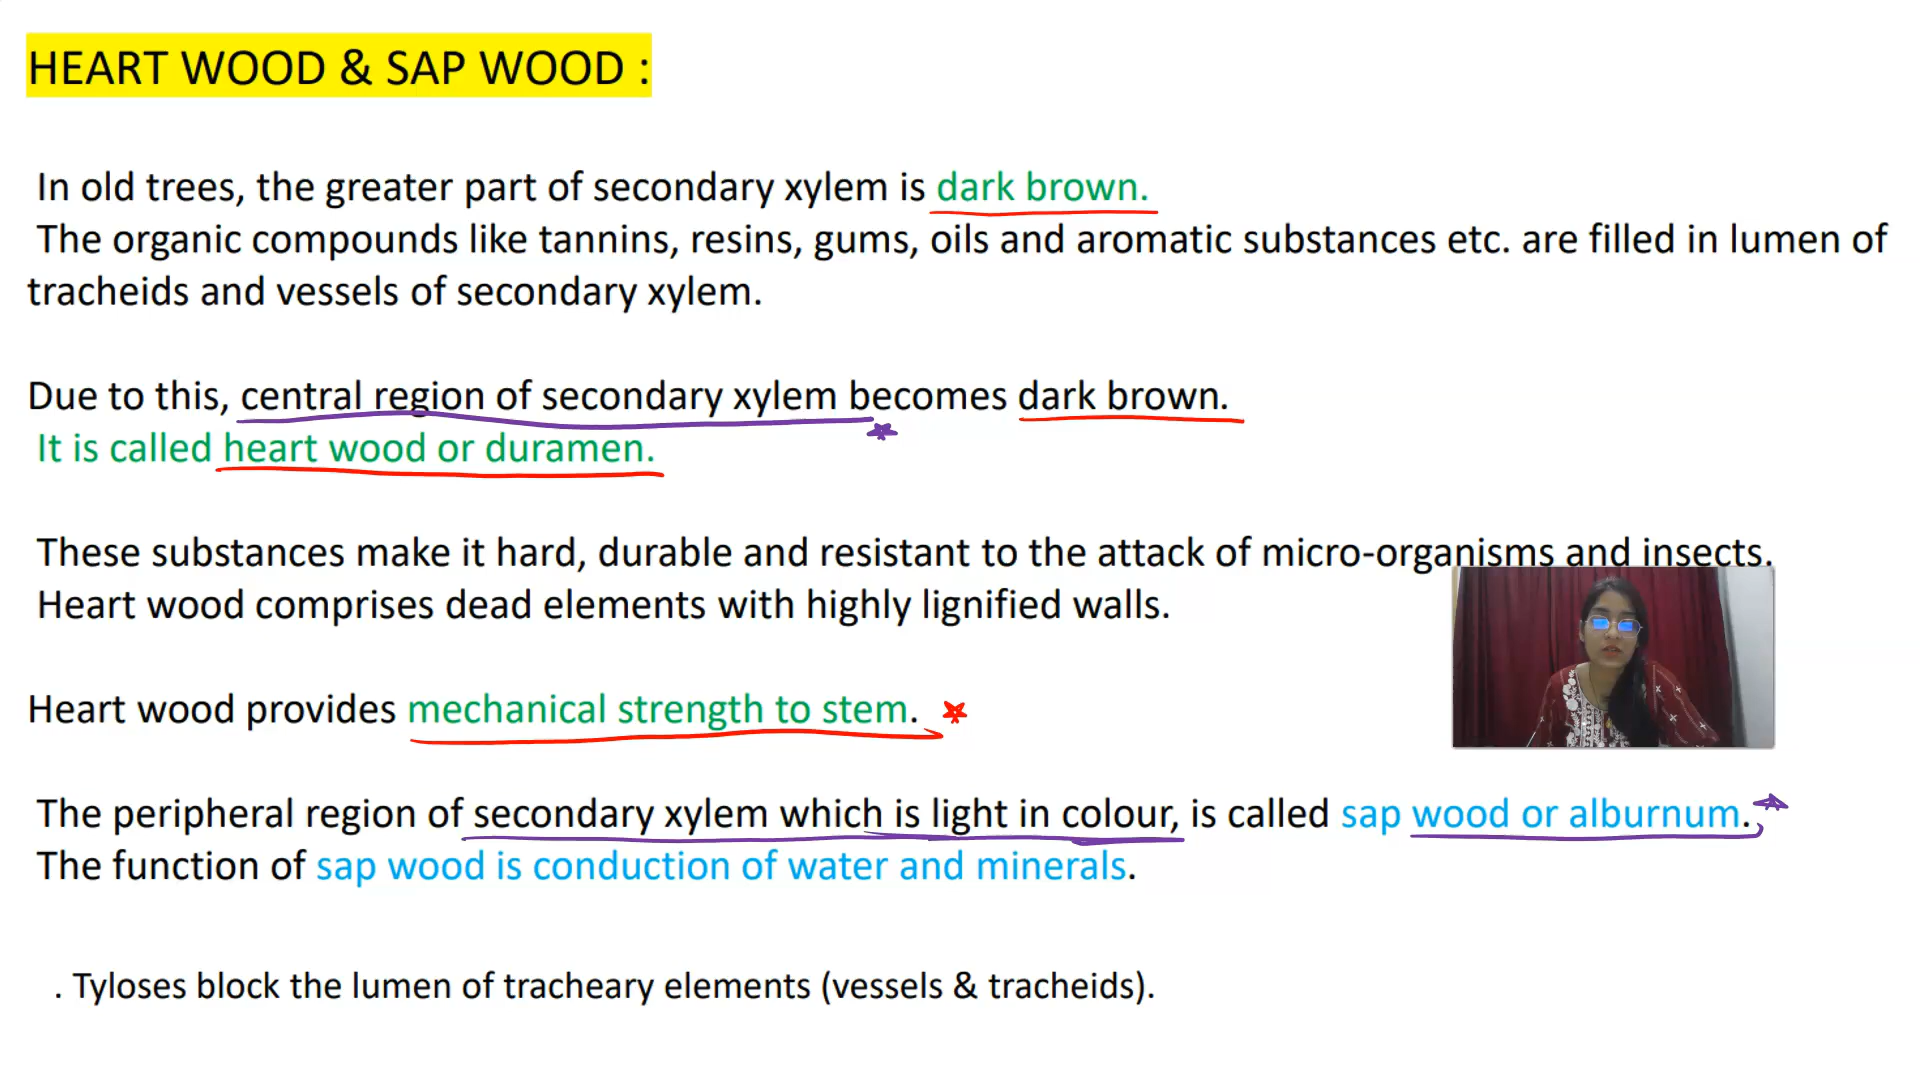 HEART WOOD & SAP WOOD :
In old trees, the greater part of secondary xylem is dark brown.
The organic compounds like tannins, resins, gums, oils and aromatic substances etc. are filled in lumen of
tracheids and vessels of secondary xylem.
Due to this, central region of secondary xylem becomes dark brown.
It is called heart wood or duramen.
These substances make it hard, durable and resistant to the attack of micro-organisms and insects.
Heart wood comprises dead elements with highly lignified walls.
Heart wood provides mechanical strength to stem.
The peripheral region of secondary xylem which is light in colour, is called sap wood or alburnum.
The function of sap wood is conduction of water and minerals.
. Tyloses block the lumen of tracheary elements (vessels & tracheids).